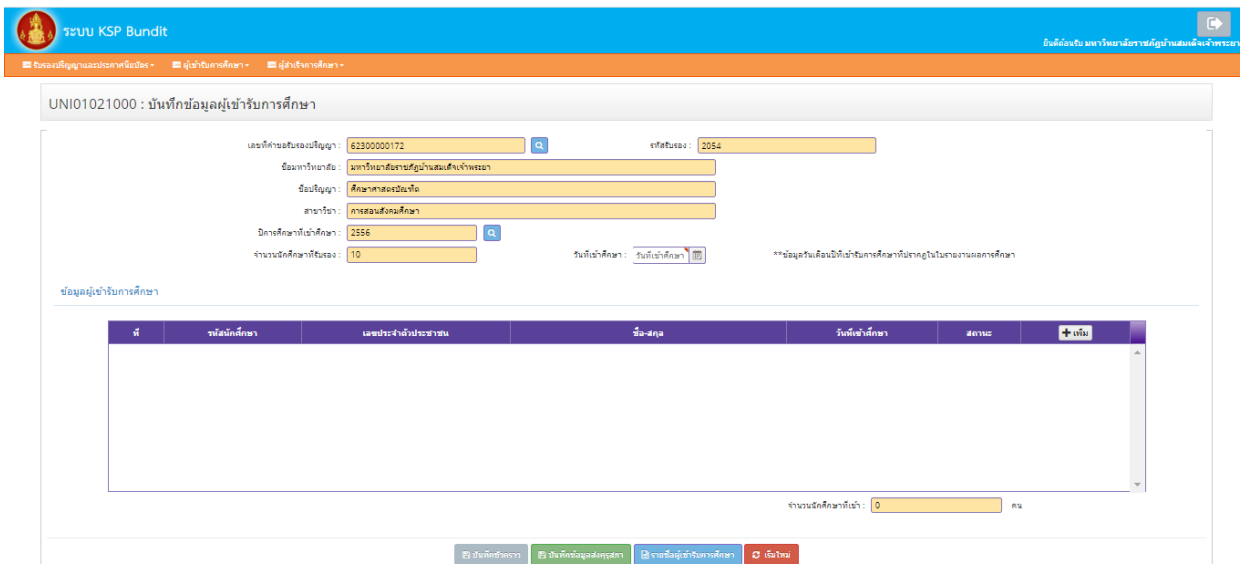 ระบบ KSP Bundit
ยินดีต้อนรับ มหาวิทยาลัยราชภัฏบ้านสมเด็จเจ้าพระยา
รับรองปริญญาและประกาศนียบัตร ผู้เข้ารับการศึกษา ผู้สำเร็จการศึกษา
UNI01021000 : บันทึกข้อมูลผู้เข้ารับการศึกษา
เลขที่คำขอรับรองปริญญา : 62300000172 รหัสรับรอง : 2054
ชื่อมหาวิทยาลัย : มหาวิทยาลัยราชภัฏบ้านสมเด็จเจ้าพระยา
ชื่อปริญญา : ศึกษาศาสตรบัณฑิต
สาขาวิชา : การสอนสังคมศึกษา
ปีการศึกษาที่เข้าศึกษา : 2556
จำนวนนักศึกษาที่รับรอง : 10 วันที่เข้าศึกษา : วันที่เข้าศึกษา **ข้อมูลวันเดือนปีที่เข้ารับการศึกษาที่ปรากฏในใบรายงานผลการศึกษา
ข้อมูลผู้เข้ารับการศึกษา
ที่ รหัสนักศึกษา เลขประจำตัวประชาชน ชื่อ-สกุล วันที่เข้าศึกษา สถานะ เพิ่ม
จำนวนนักศึกษาที่เข้า : 0 คน
บันทึกชั่วคราว บันทึกข้อมูลส่งคุรุสภา รายชื่อผู้เข้ารับการศึกษา เริ่มใหม่